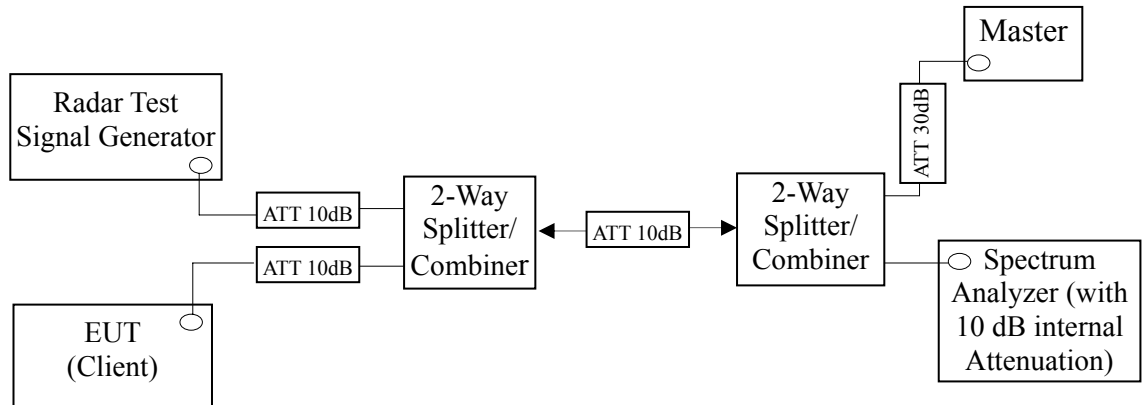 Radar Test
Signal Generator
ATT 10dB
ATT 10dB
EUT
(Client)
2-Way
Splitter/
Combiner
ATT 10dB
2-Way
Splitter/
Combiner
ATT 30dB
Master
Spectrum
Analyzer (with
10 dB internal
Attenuation)